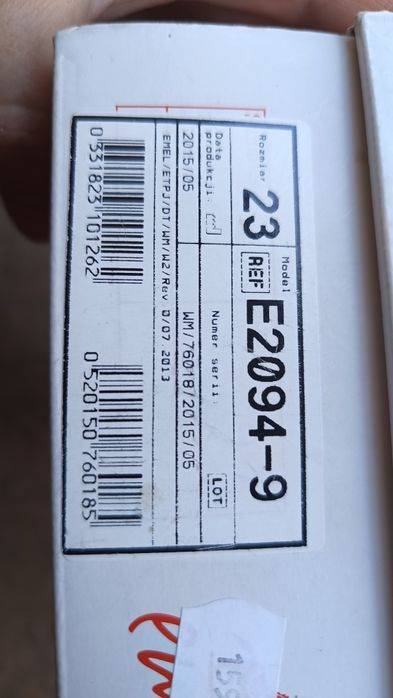 Rozmiar
23
Model
REF E2094-9
Data
produkcji:
2015/05
Numer serii:
LOT
WM/76018/2015/05
EMEL/ETPJ/DT/WM/W2/Rev 0/07.2013
0 331823 101262
0 520150 760185